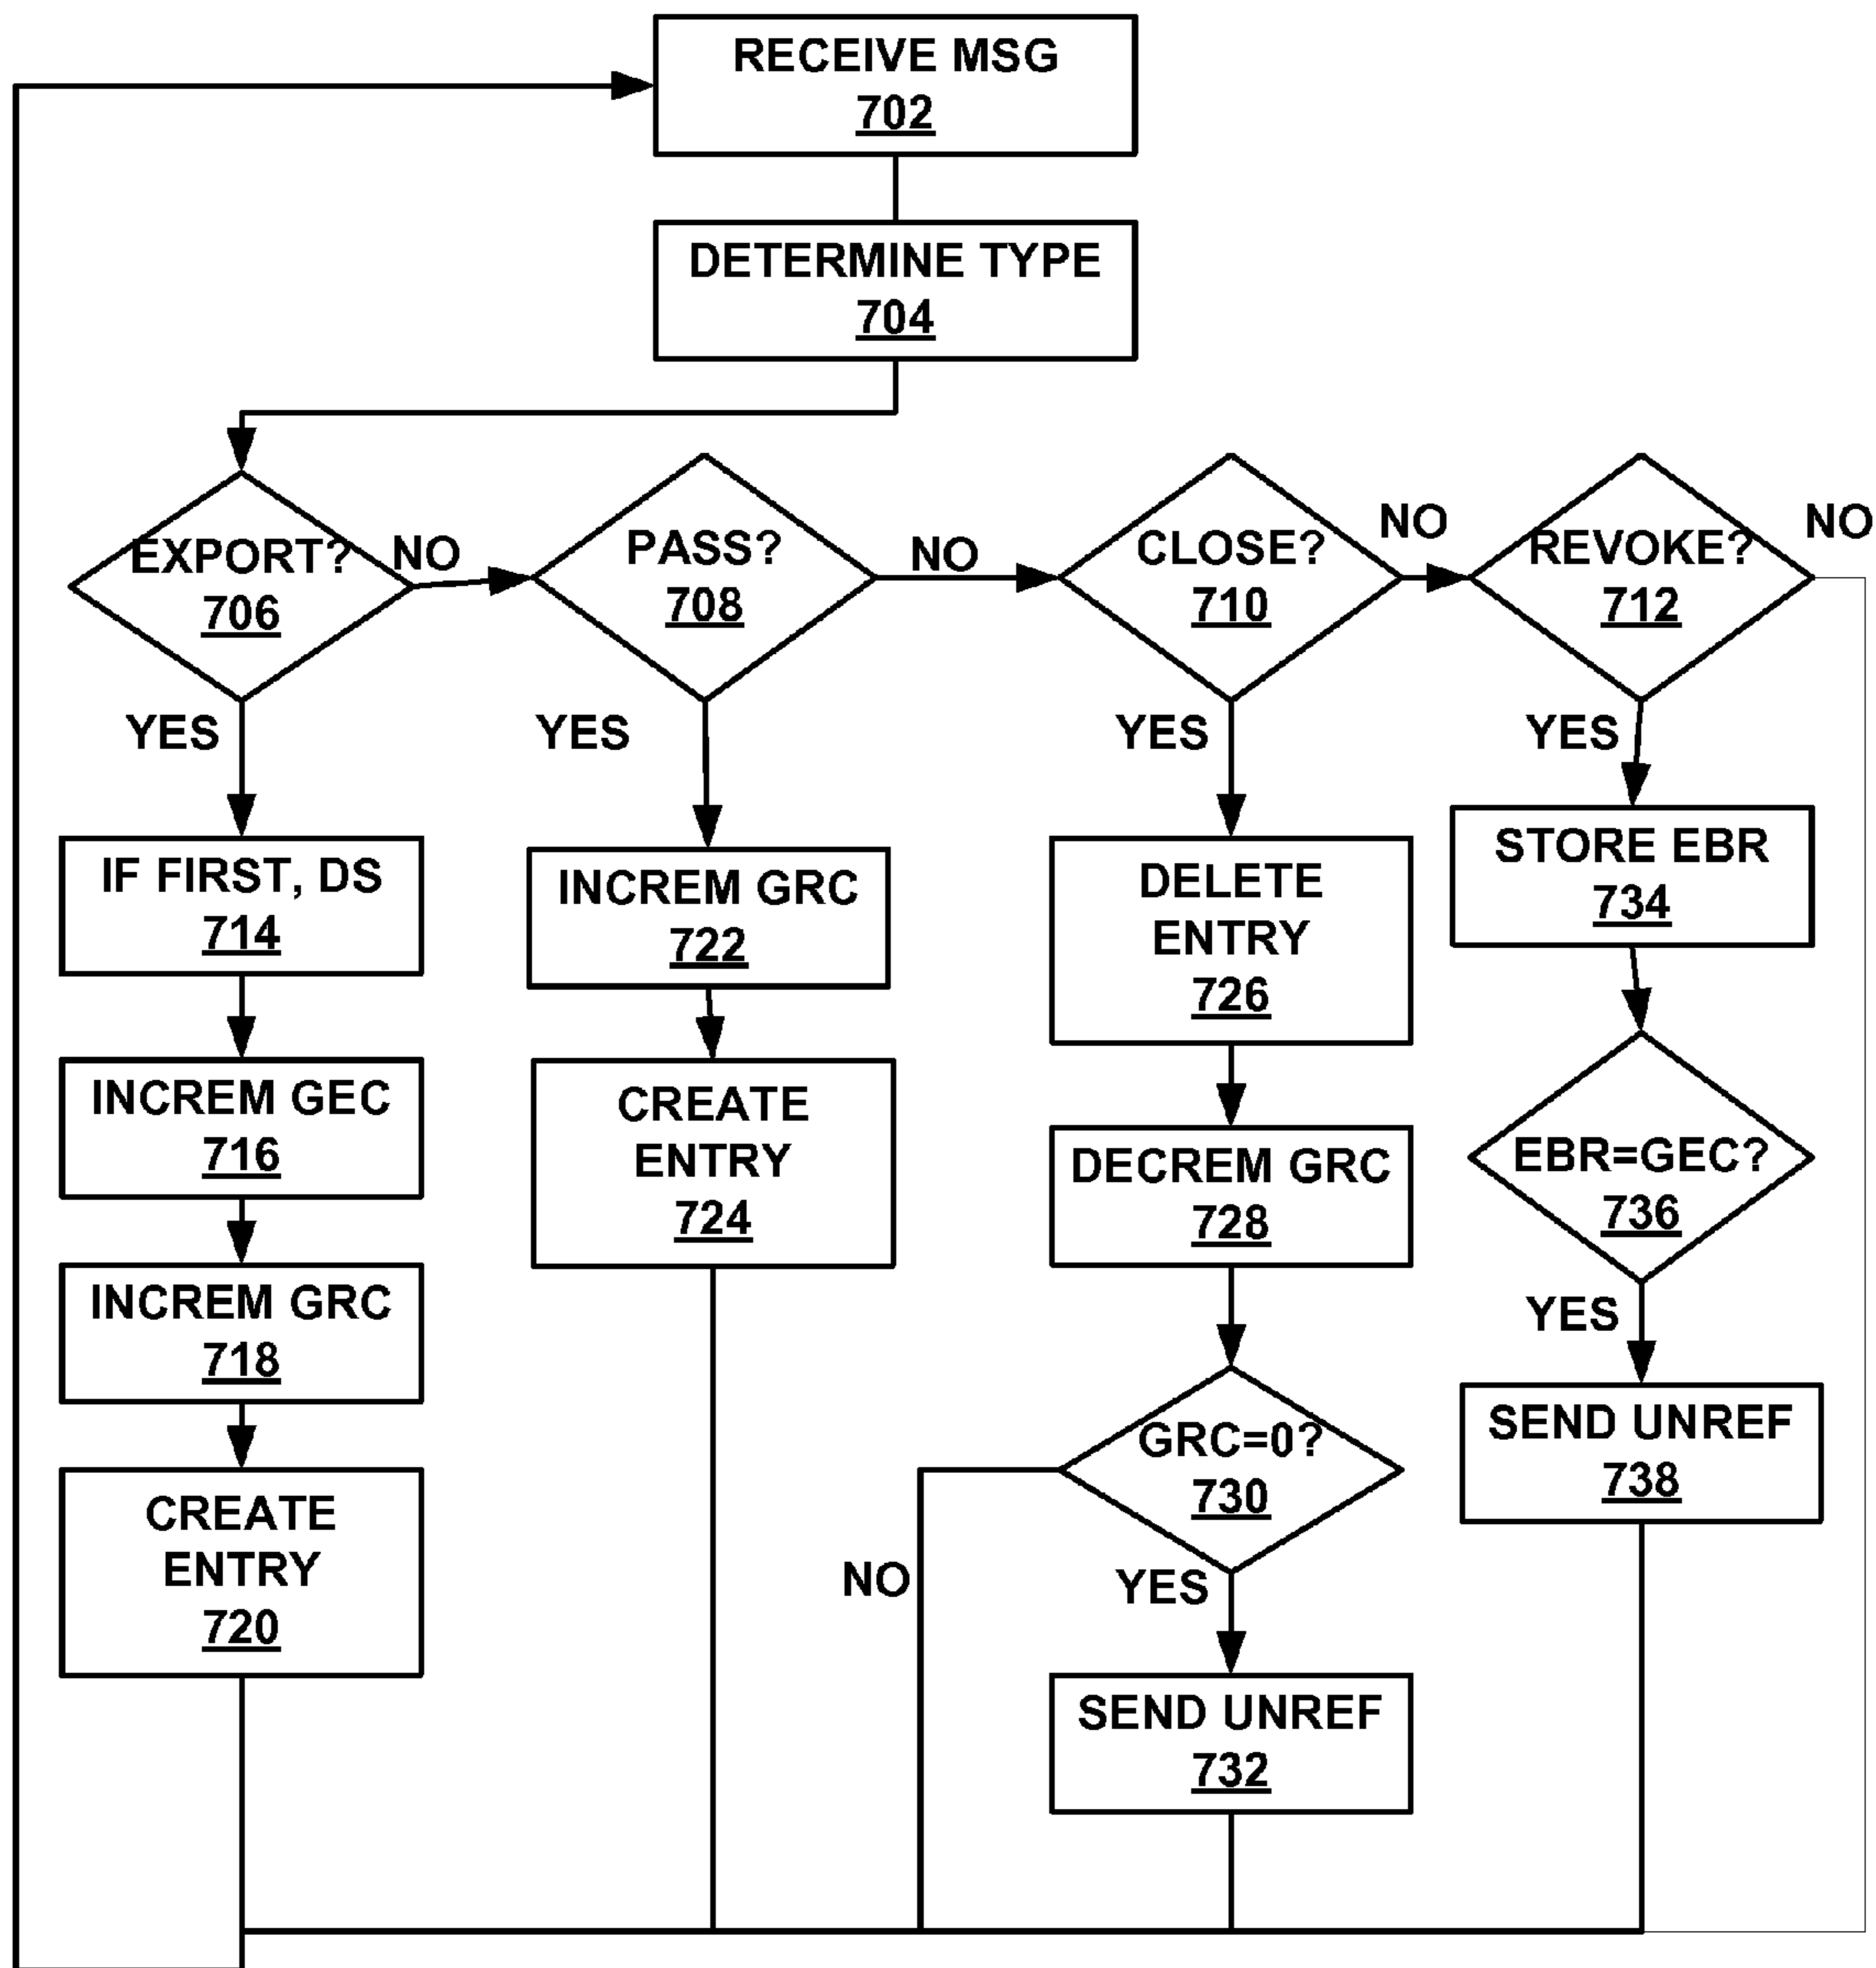 RECEIVE MSG
702
DETERMINE TYPE
704
EXPORT?
706
NO
PASS?
708
NO
CLOSE?
710
NO
REVOKE?
712
NO
YES
IF FIRST, DS
714
INCREM GEC
716
INCREM GRC
718
CREATE
ENTRY
720
YES
INCREM GRC
722
CREATE
ENTRY
724
YES
DELETE
ENTRY
726
DECREM GRC
728
GRC=0?
730
NO
YES
SEND UNREF
732
YES
STORE EBR
734
EBR=GEC?
736
YES
SEND UNREF
738